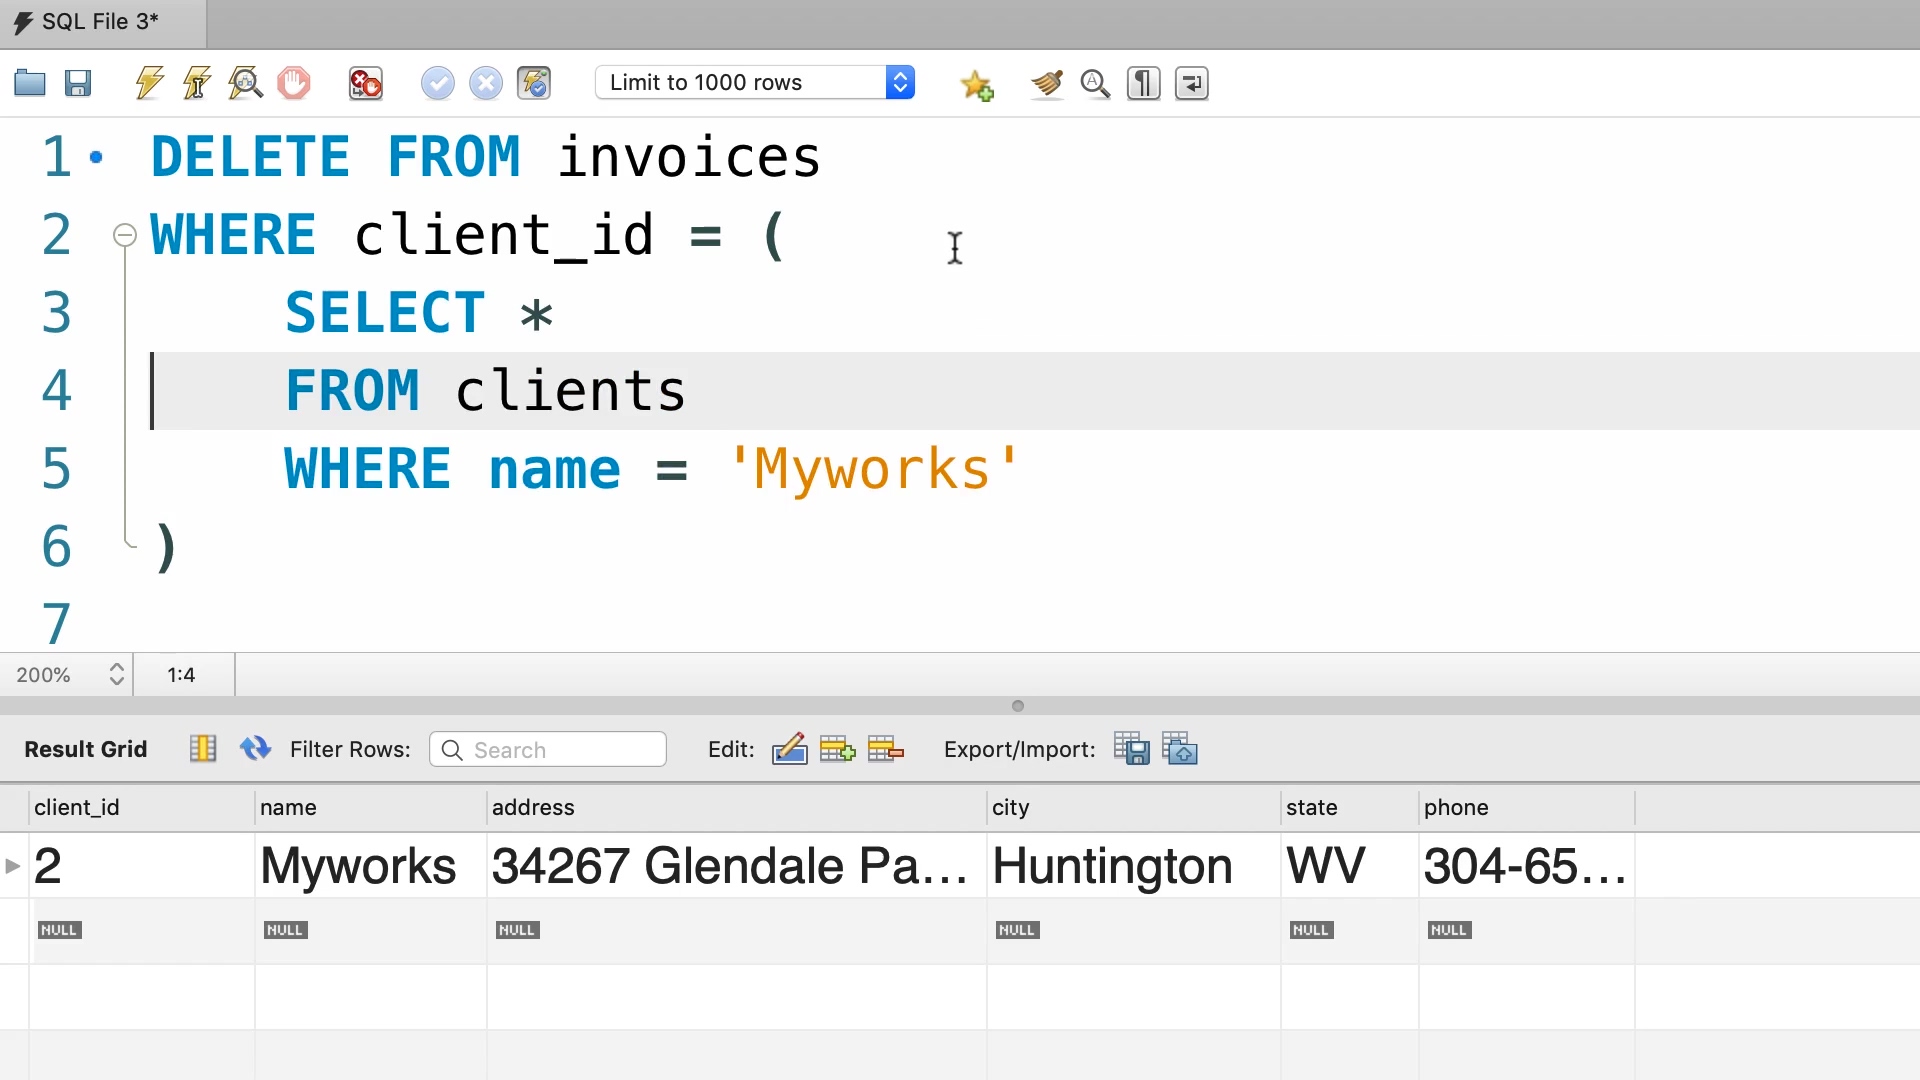 SQL File 3*
Limit to 1000 rows
1 DELETE FROM invoices
2 WHERE client_id = (
3 SELECT *
4 FROM clients
5 WHERE name = 'Myworks'
6 )
7
200% 1:4
Result Grid Filter Rows: Search Edit: Export/Import:
client_id name address city state phone
2 Myworks 34267 Glendale Pa... Huntington WV 304-65...
NULL NULL NULL NULL NULL NULL